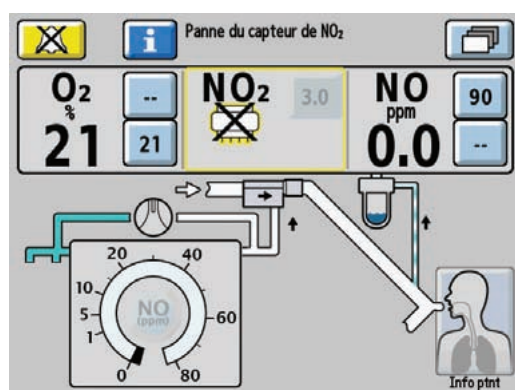 i
Panne du capteur de NO₂
O₂
%
21
--
21
NO₂
3.0
NO
ppm
0.0
90
--
NO
(ppm)
0
1
5
10
20
40
60
80
Info ptnt